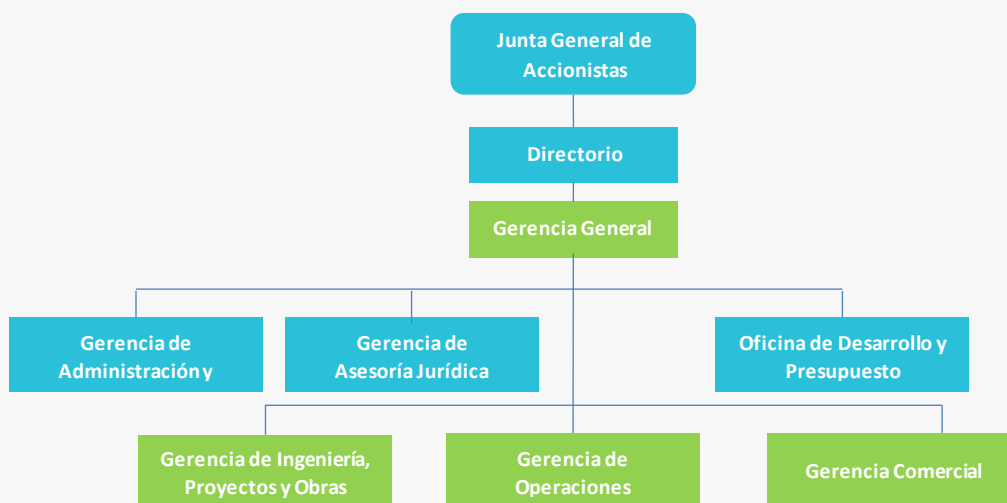 Junta General de
Accionistas
Directorio
Gerencia General
Gerencia de
Administración y
Gerencia de
Asesoría Jurídica
Oficina de Desarrollo y
Presupuesto
Gerencia de Ingeniería,
Proyectos y Obras
Gerencia de
Operaciones
Gerencia Comercial